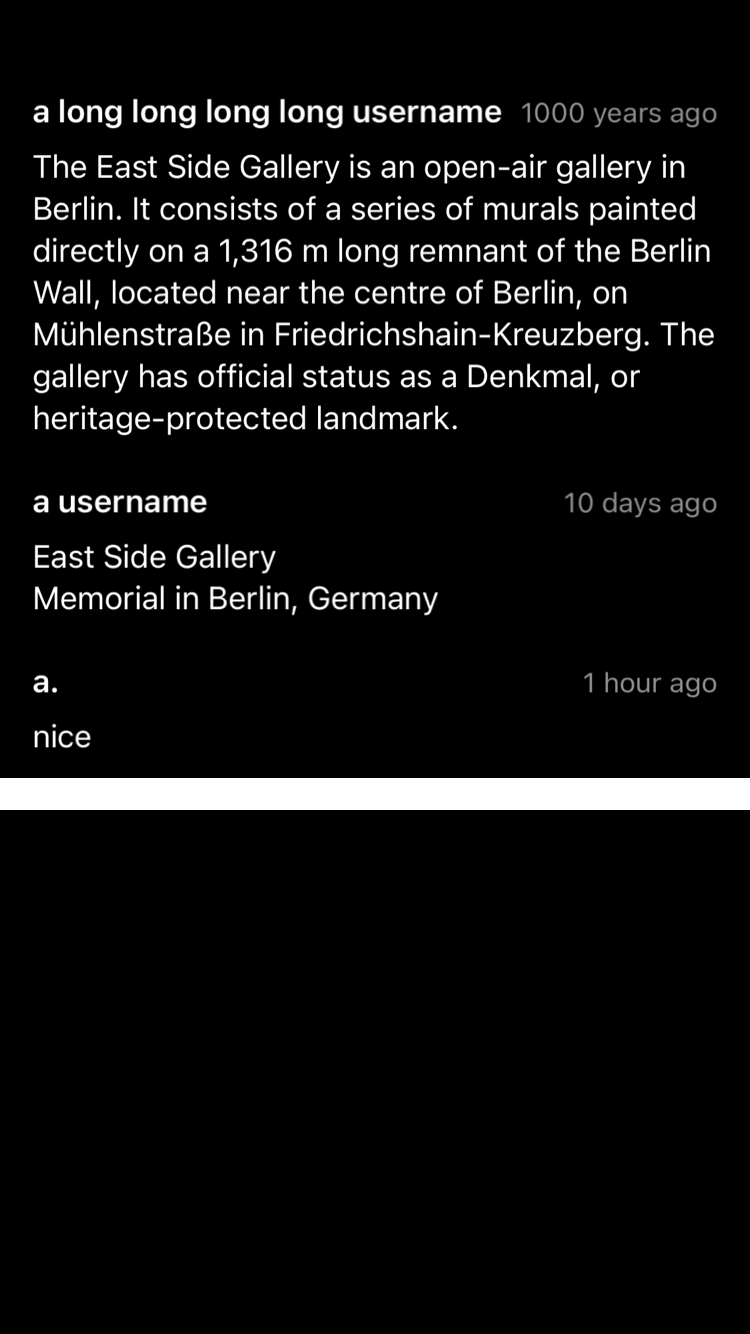 a long long long long username 1000 years ago
The East Side Gallery is an open-air gallery in
Berlin. It consists of a series of murals painted
directly on a 1,316 m long remnant of the Berlin
Wall, located near the centre of Berlin, on
Mühlenstraße in Friedrichshain-Kreuzberg. The
gallery has official status as a Denkmal, or
heritage-protected landmark.
a username 10 days ago
East Side Gallery
Memorial in Berlin, Germany
a. 1 hour ago
nice